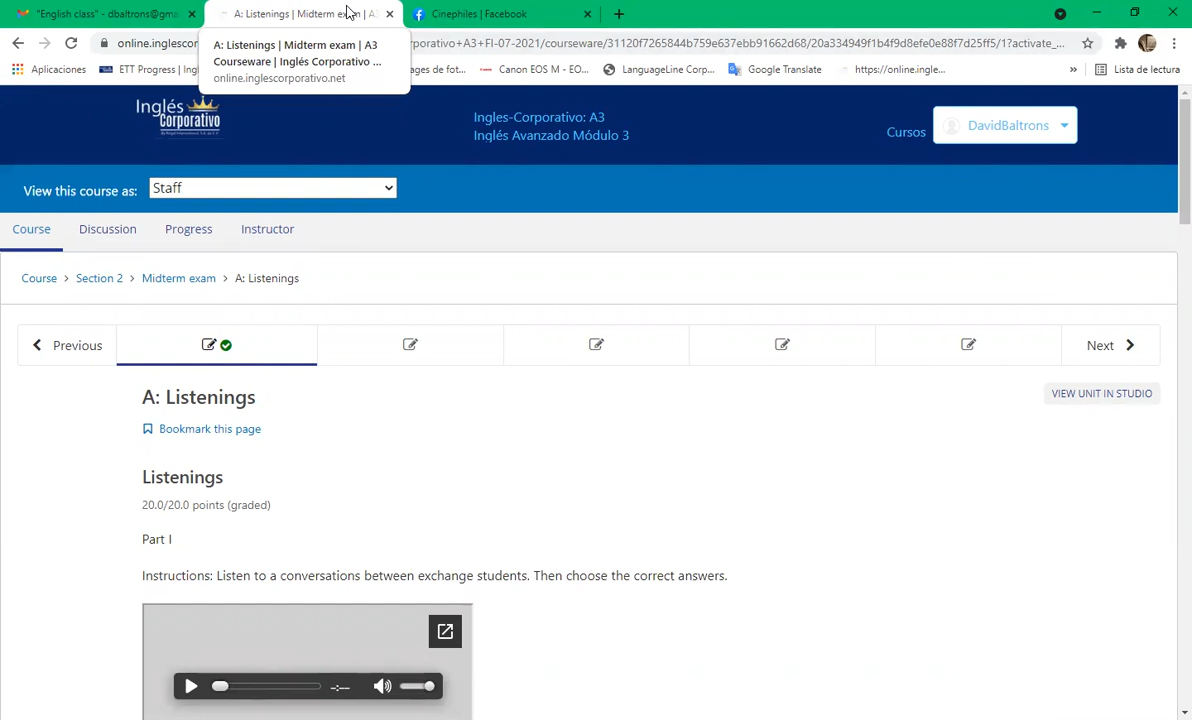 "English class" - dbaltrons@gma
A: Listenings | Midterm exam | A
Cinephiles | Facebook
A: Listenings | Midterm exam | A3
Courseware | Inglés Corporativo ...
online.inglescorporativo.net
online.inglescor
porativo+A3+FI-07-2021/courseware/31120f7265844b759e637ebb91662d68/20a334949f1b4f9d8efe0e88f7d25ff5/1?activate_...
Aplicaciones
ETT Progress | Ingl
ges de fot...
Canon EOS M - EO...
LanguageLine Corp...
Google Translate
https://online.ingle...
»
Lista de lectura
Inglés
Corporativo
Ingles-Corporativo: A3
Inglés Avanzado Módulo 3
Cursos
DavidBaltrons
View this course as:
Staff
Course
Discussion
Progress
Instructor
Course > Section 2 > Midterm exam > A: Listenings
Previous
Next
A: Listenings
VIEW UNIT IN STUDIO
Bookmark this page
Listenings
20.0/20.0 points (graded)
Part I
Instructions: Listen to a conversations between exchange students. Then choose the correct answers.
-:--